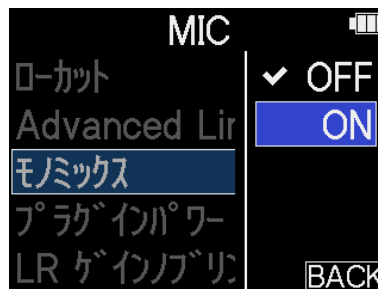 MIC
ローカット
✔ OFF
Advanced Lir
ON
モノミックス
プラグインパワー
LR ゲインノブリン
BACK